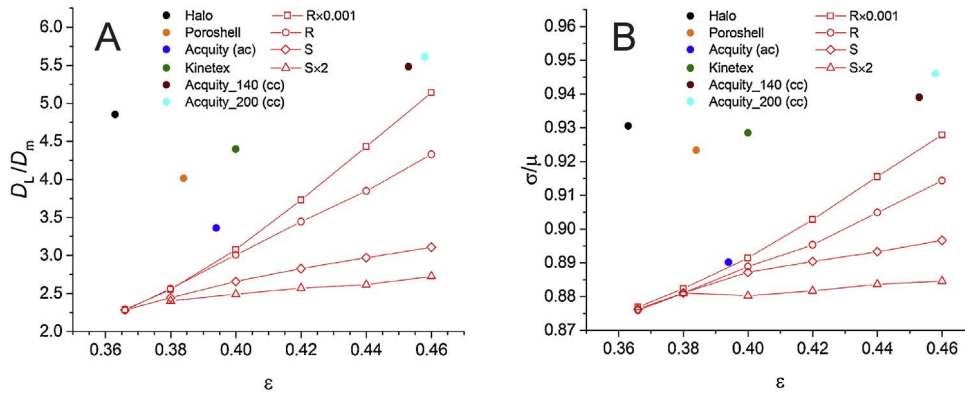 A
Halo
Poroshell
Acquity (ac)
Kinetex
Acquity_140 (cc)
Acquity_200 (cc)
R×0.001
R
S
S×2
6.0
5.5
5.0
4.5
4.0
3.5
3.0
2.5
2.0
D_L/D_m
0.36 0.38 0.40 0.42 0.44 0.46
ε
B
Halo
Poroshell
Acquity (ac)
Kinetex
Acquity_140 (cc)
Acquity_200 (cc)
R×0.001
R
S
S×2
0.96
0.95
0.94
0.93
0.92
0.91
0.90
0.89
0.88
0.87
σ/μ
0.36 0.38 0.40 0.42 0.44 0.46
ε